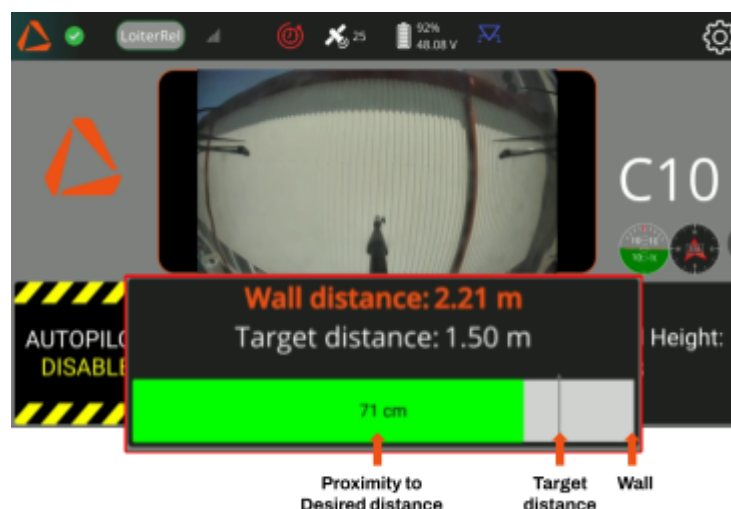 LoiterRel
25
92%
48.08 V
C10
AUTOPILO
DISABLE
Wall distance: 2.21 m
Target distance: 1.50 m
Height:
71 cm
Proximity to
Desired distance
Target
distance
Wall